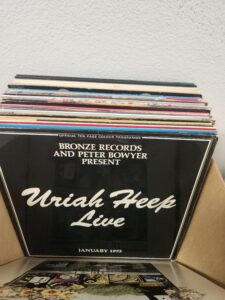 OFFICIAL TEN PAGE COLOUR PROGRAMME
BRONZE RECORDS
AND PETER BOWYER
PRESENT
Uriah Heep
Live
JANUARY 1973